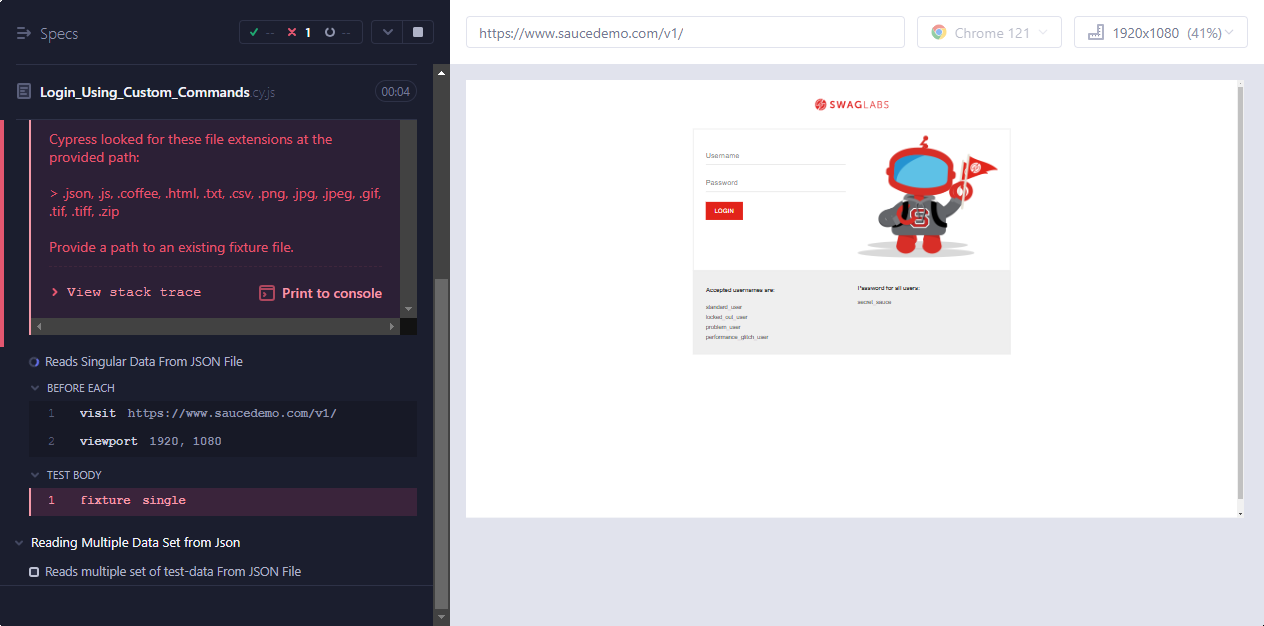 Specs
-- 1 --
Login_Using_Custom_Commands cy.js
00:04
Cypress looked for these file extensions at the
provided path:
> .json, .js, .coffee, .html, .txt, .csv, .png, .jpg, .jpeg, .gif,
.tif, .tiff, .zip
Provide a path to an existing fixture file.
> View stack trace
Print to console
Reads Singular Data From JSON File
BEFORE EACH
1 visit https://www.saucedemo.com/v1/
2 viewport 1920, 1080
TEST BODY
1 fixture single
Reading Multiple Data Set from Json
Reads multiple set of test-data From JSON File
https://www.saucedemo.com/v1/
Chrome 121
1920x1080 (41%)
SWAGLABS
Username
Password
LOGIN
S
Accepted usernames are:
standard_user
locked_out_user
problem_user
performance_glitch_user
Password for all users:
secret_sauce